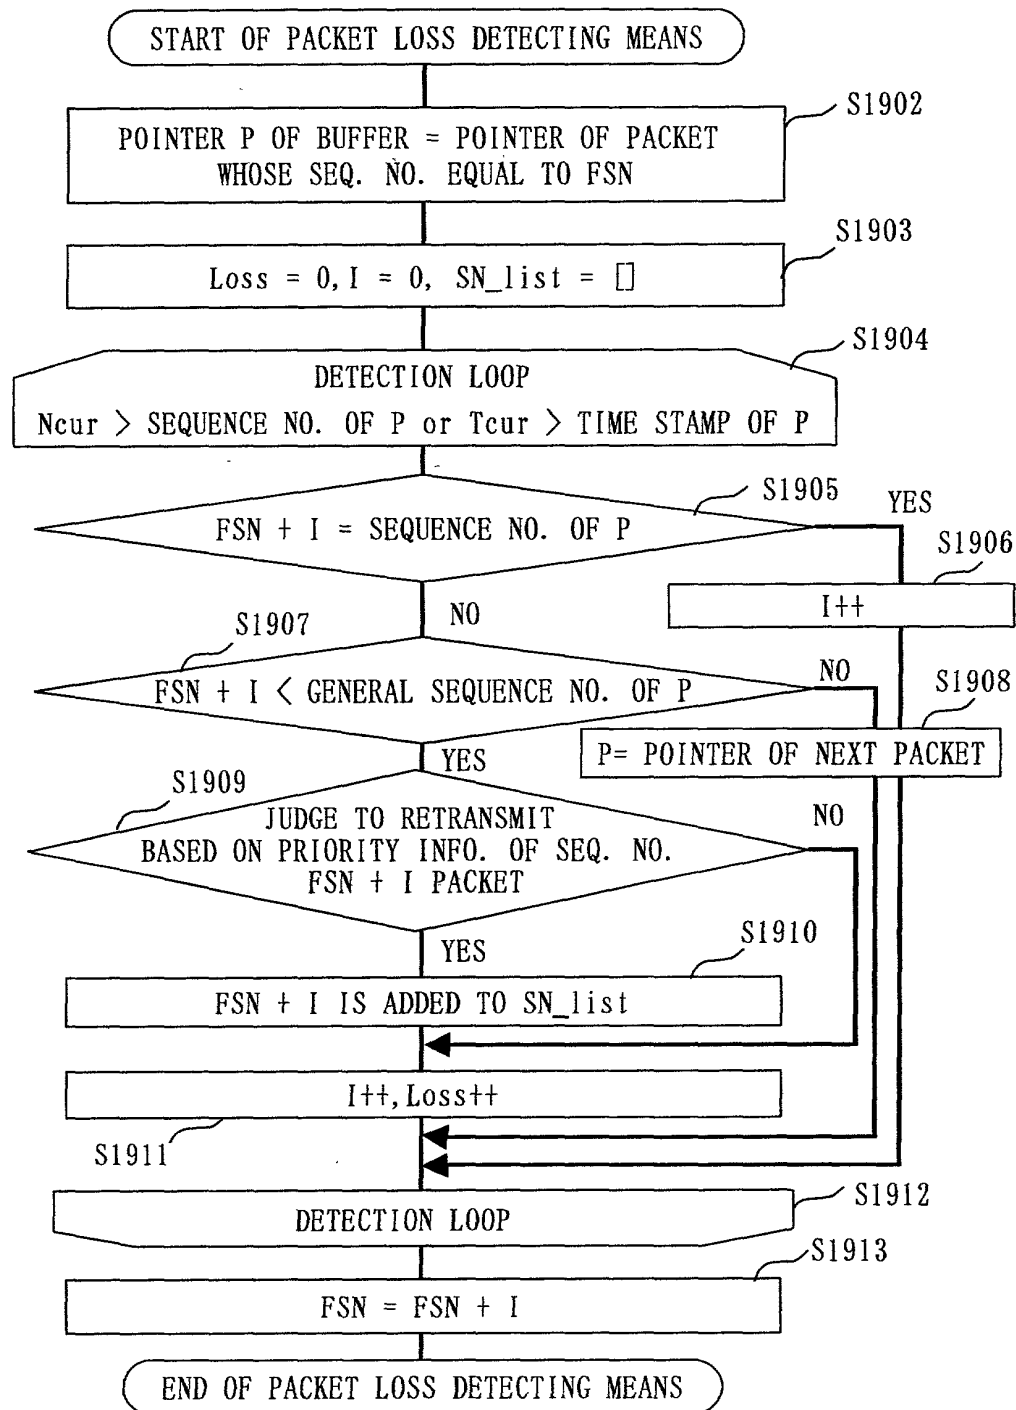 START OF PACKET LOSS DETECTING MEANS
S1902
POINTER P OF BUFFER = POINTER OF PACKET
WHOSE SEQ. NO. EQUAL TO FSN
S1903
Loss = 0, I = 0, SN_list = []
S1904
DETECTION LOOP
Ncur > SEQUENCE NO. OF P or Tcur > TIME STAMP OF P
S1905
YES
FSN + I = SEQUENCE NO. OF P
S1906
I++
NO
S1907
NO
FSN + I < GENERAL SEQUENCE NO. OF P
S1908
P= POINTER OF NEXT PACKET
YES
S1909
NO
JUDGE TO RETRANSMIT
BASED ON PRIORITY INFO. OF SEQ. NO.
FSN + I PACKET
YES
S1910
FSN + I IS ADDED TO SN_list
I++, Loss++
S1911
S1912
DETECTION LOOP
S1913
FSN = FSN + I
END OF PACKET LOSS DETECTING MEANS